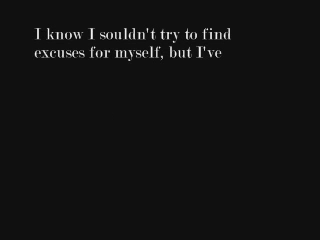 I know I souldn't try to find
excuses for myself, but I've